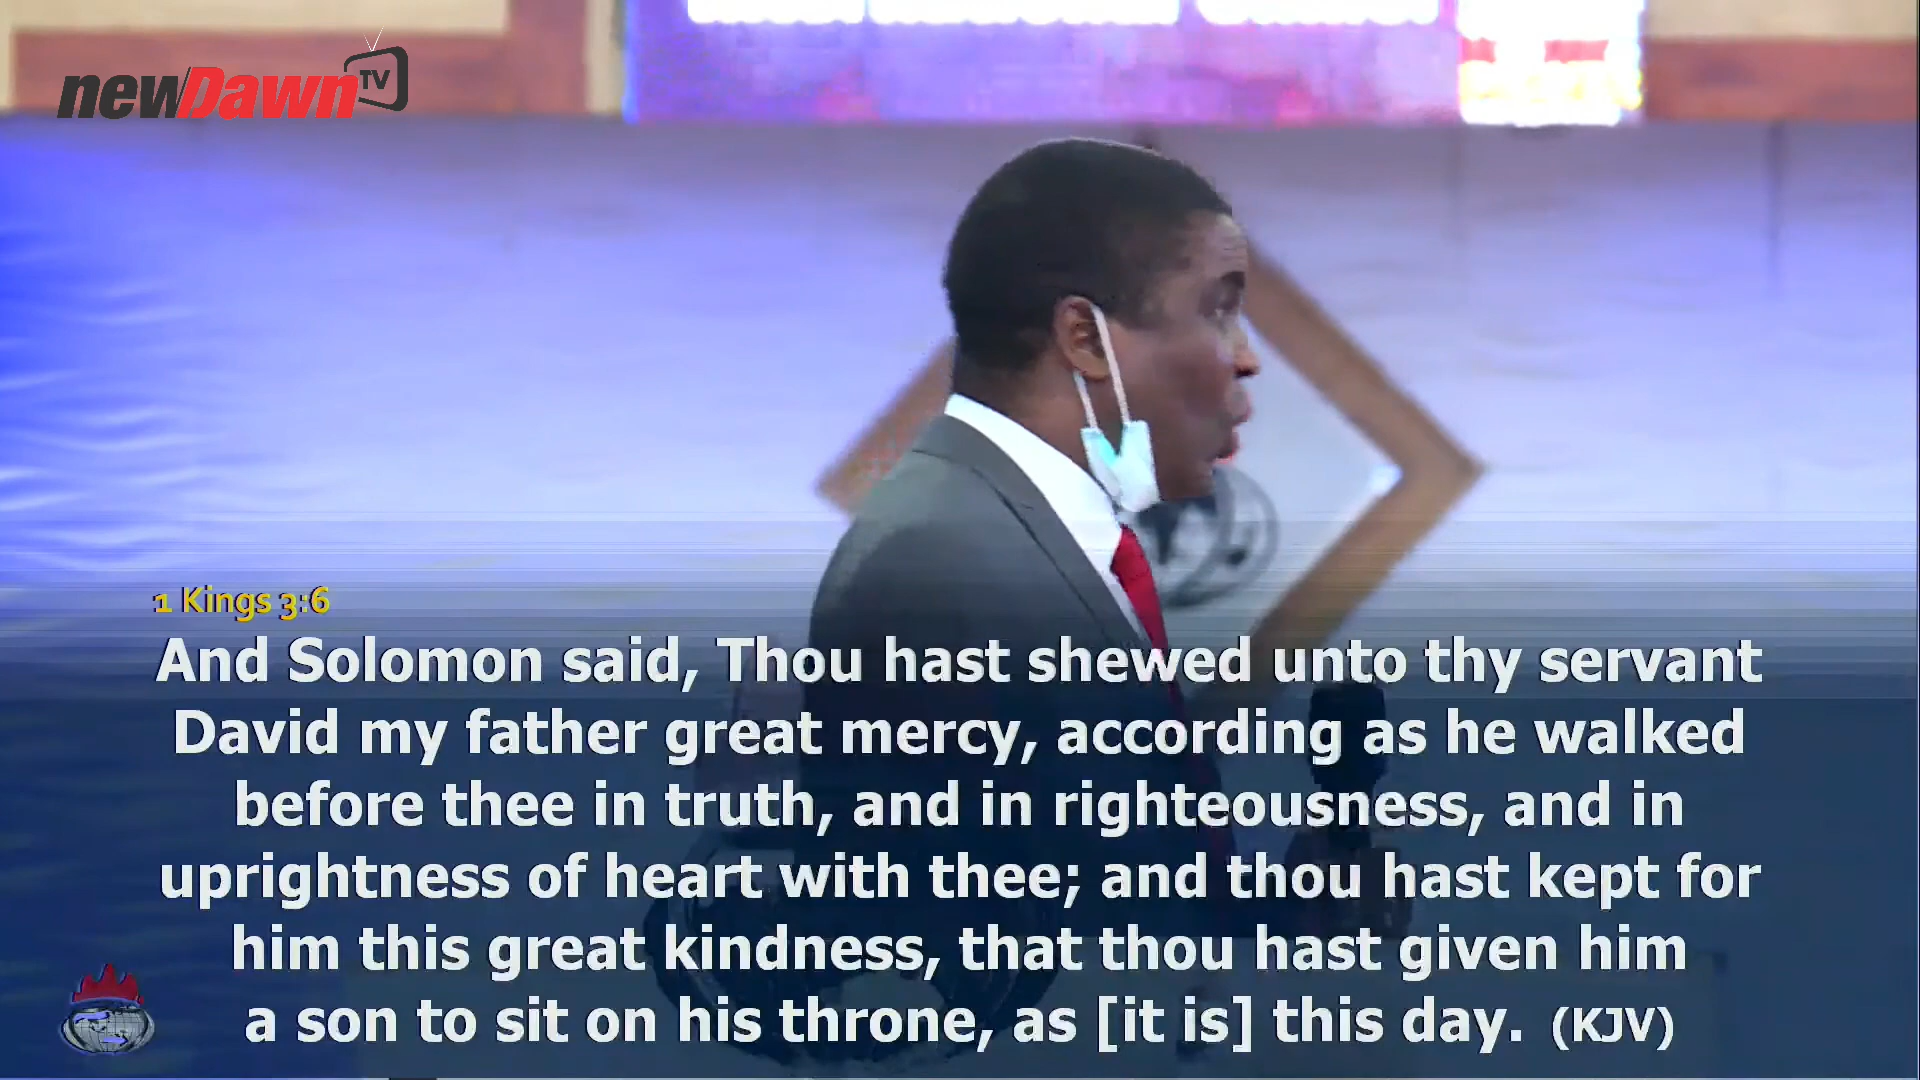 newDawn TV
1 Kings 3:6
And Solomon said, Thou hast shewed unto thy servant
David my father great mercy, according as he walked
before thee in truth, and in righteousness, and in
uprightness of heart with thee; and thou hast kept for
him this great kindness, that thou hast given him
a son to sit on his throne, as [it is] this day. (KJV)